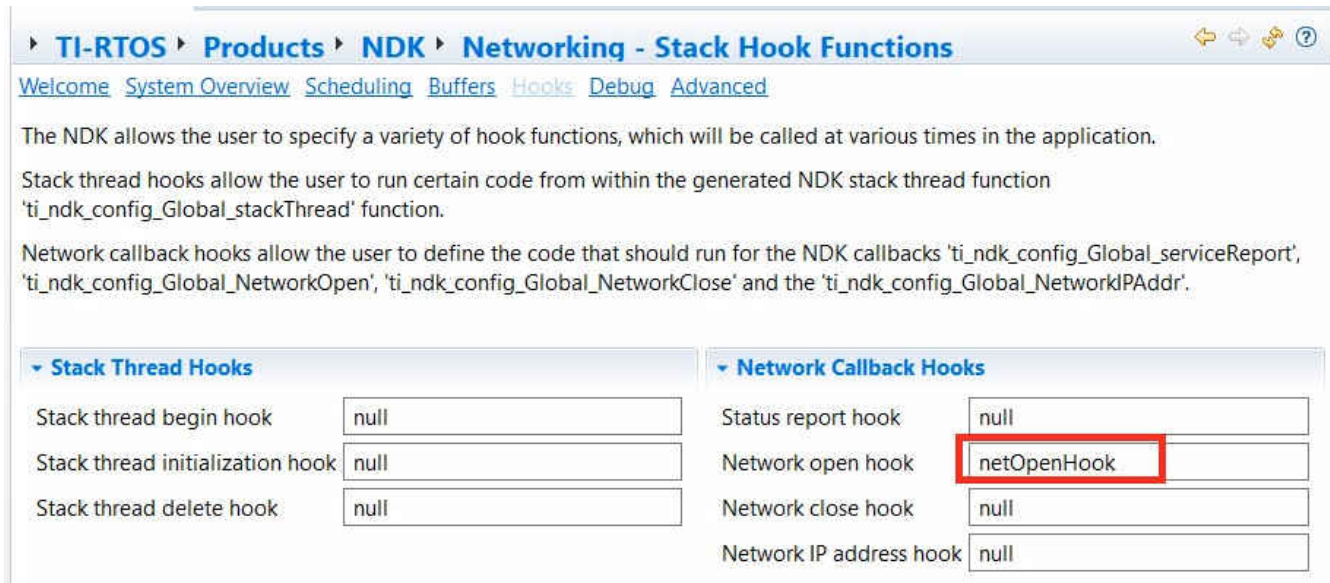 TI-RTOS Products NDK Networking - Stack Hook Functions
Welcome System Overview Scheduling Buffers Hooks Debug Advanced
The NDK allows the user to specify a variety of hook functions, which will be called at various times in the application.
Stack thread hooks allow the user to run certain code from within the generated NDK stack thread function
'ti_ndk_config_Global_stackThread' function.
Network callback hooks allow the user to define the code that should run for the NDK callbacks 'ti_ndk_config_Global_serviceReport',
'ti_ndk_config_Global_NetworkOpen', 'ti_ndk_config_Global_NetworkClose' and the 'ti_ndk_config_Global_NetworkIPAddr'.
Stack Thread Hooks
Stack thread begin hook null
Stack thread initialization hook null
Stack thread delete hook null
Network Callback Hooks
Status report hook null
Network open hook netOpenHook
Network close hook null
Network IP address hook null